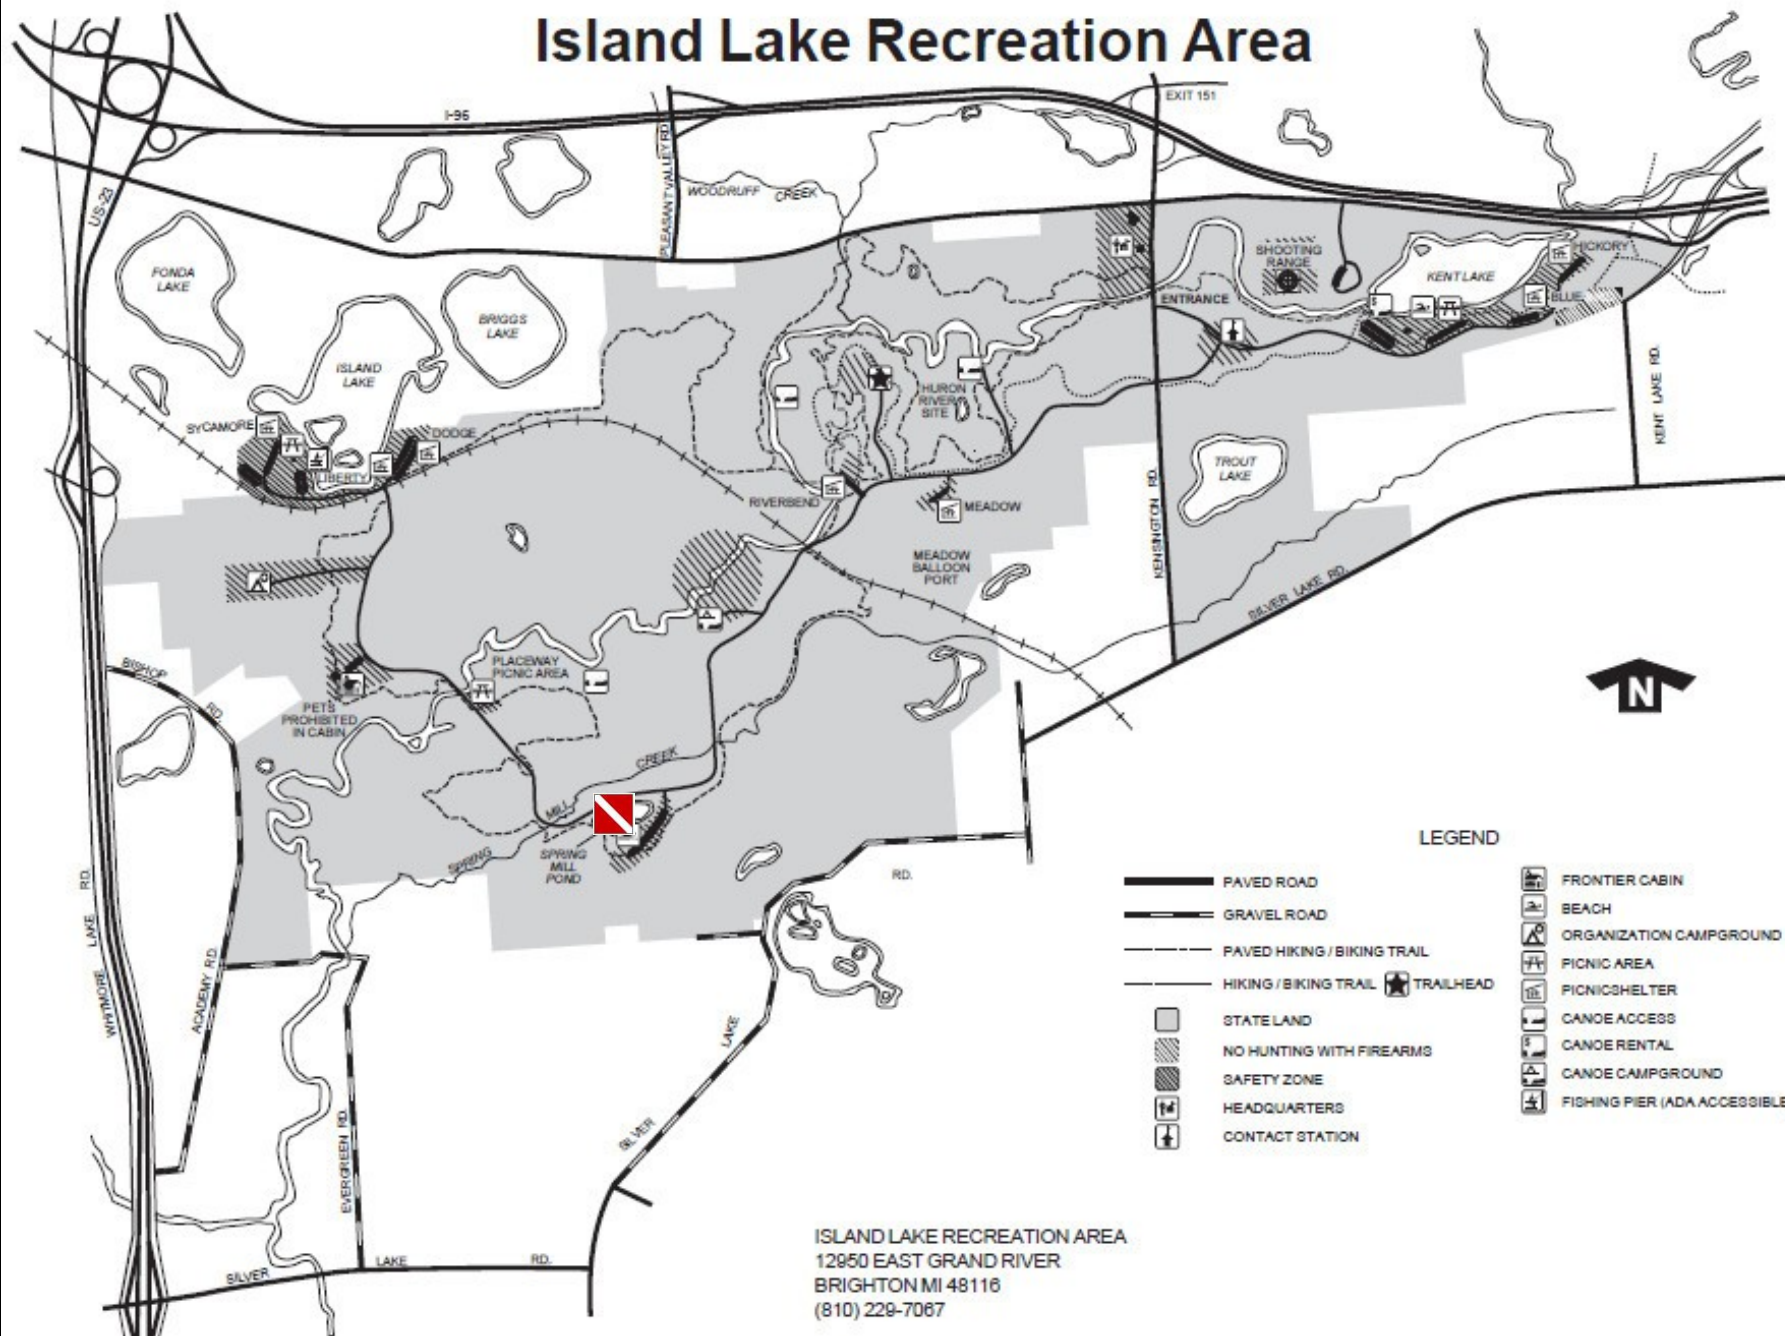 Island Lake Recreation Area
EXIT 151
I-96
US-23
PLEASANT VALLEY RD.
WOODRUFF CREEK
FONDA
LAKE
BRIGGS
LAKE
ISLAND
LAKE
SHOOTING
RANGE
KENT LAKE
HICKORY
BLUE
ENTRANCE
SYCAMORE
DODGE
LIBERTY
HURON
RIVER
SITE
KENT LAKE RD.
TROUT
LAKE
RIVERBEND
MEADOW
MEADOW
BALLOON
PORT
KENSINGTON RD.
SILVER LAKE RD.
BISHOP RD.
PLACEWAY
PICNIC AREA
PETS
PROHIBITED
IN CABIN
N
SPRING MILL CREEK
SPRING
MILL
POND
RD.
WHITMORE LAKE RD.
ACADEMY RD.
EVERGREEN RD.
SILVER LAKE
SILVER LAKE RD.
LEGEND
PAVED ROAD
GRAVEL ROAD
PAVED HIKING / BIKING TRAIL
HIKING / BIKING TRAIL TRAILHEAD
STATE LAND
NO HUNTING WITH FIREARMS
SAFETY ZONE
HEADQUARTERS
CONTACT STATION
FRONTIER CABIN
BEACH
ORGANIZATION CAMPGROUND
PICNIC AREA
PICNICSHELTER
CANOE ACCESS
$
CANOE RENTAL
CANOE CAMPGROUND
FISHING PIER (ADA ACCESSIBLE
ISLAND LAKE RECREATION AREA
12950 EAST GRAND RIVER
BRIGHTON MI 48116
(810) 229-7067